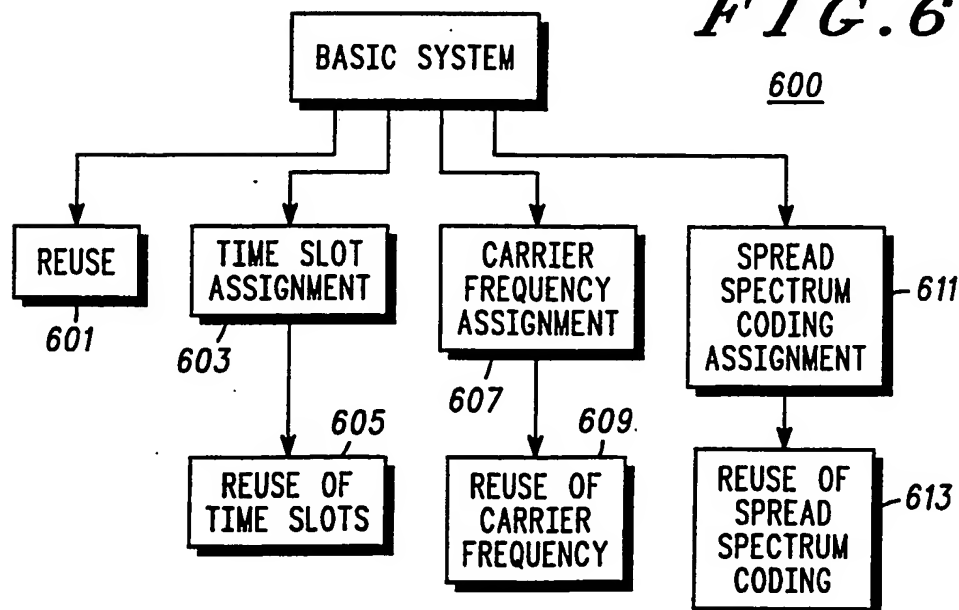 FIG.6
600
BASIC SYSTEM
REUSE
601
TIME SLOT
ASSIGNMENT
603
CARRIER
FREQUENCY
ASSIGNMENT
607
SPREAD
SPECTRUM
CODING
ASSIGNMENT
611
605
REUSE OF
TIME SLOTS
609
REUSE OF
CARRIER
FREQUENCY
REUSE OF
SPREAD
SPECTRUM
CODING
613